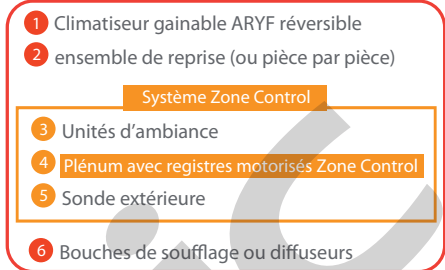 1 Climatiseur gainable ARYF réversible
2 ensemble de reprise (ou pièce par pièce)
Système Zone Control
3 Unités d'ambiance
4 Plénum avec registres motorisés Zone Control
5 Sonde extérieure
6 Bouches de soufflage ou diffuseurs